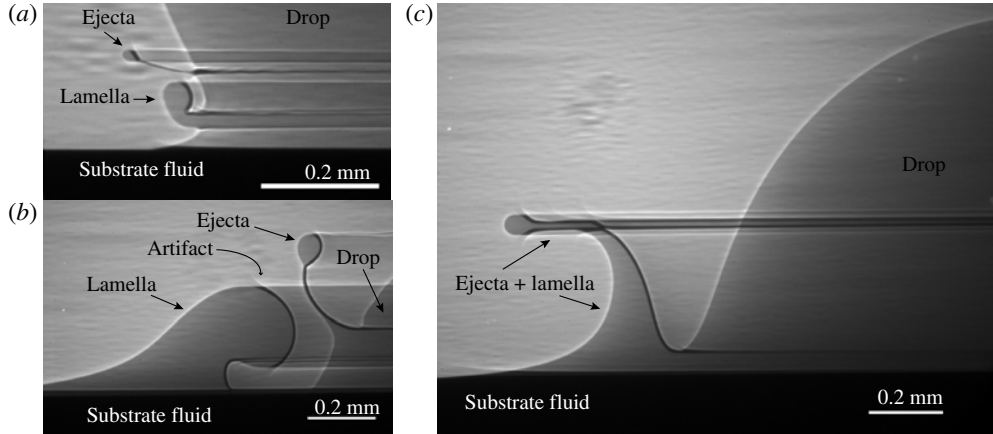 (a)
Ejecta
Drop
Lamella
Substrate fluid
0.2 mm
(b)
Ejecta
Artifact
Drop
Lamella
Substrate fluid
0.2 mm
(c)
Drop
Ejecta + lamella
Substrate fluid
0.2 mm